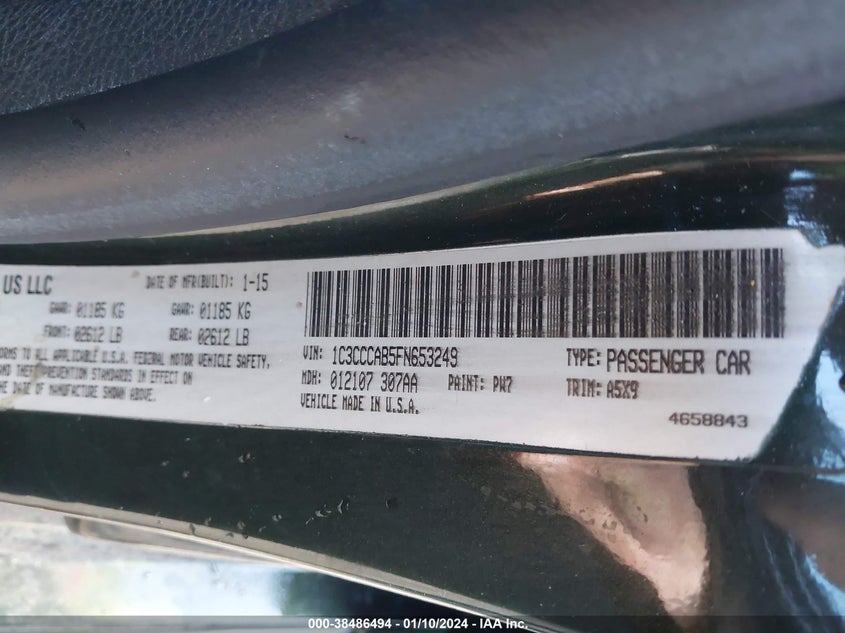 US LLC
DATE OF MFR(BUILT): 1-15
GAWR: 01185 KG GAWR: 01185 KG
FRONT: 02612 LB REAR: 02612 LB
ORMS TO ALL APPLICABLE U.S.A. FEDERAL MOTOR VEHICLE SAFETY,
AND THEFT PREVENTION STANDARDS IN EFFECT ON
DATE OF MANUFACTURE SHOWN ABOVE.
VIN: 1C3CCCAB5FN653249 TYPE: PASSENGER CAR
MDH: 012107 307AA PAINT: PW7 TRIM: A5X9
VEHICLE MADE IN U.S.A.
4658843
000-38486494 - 01/10/2024 - IAA Inc.